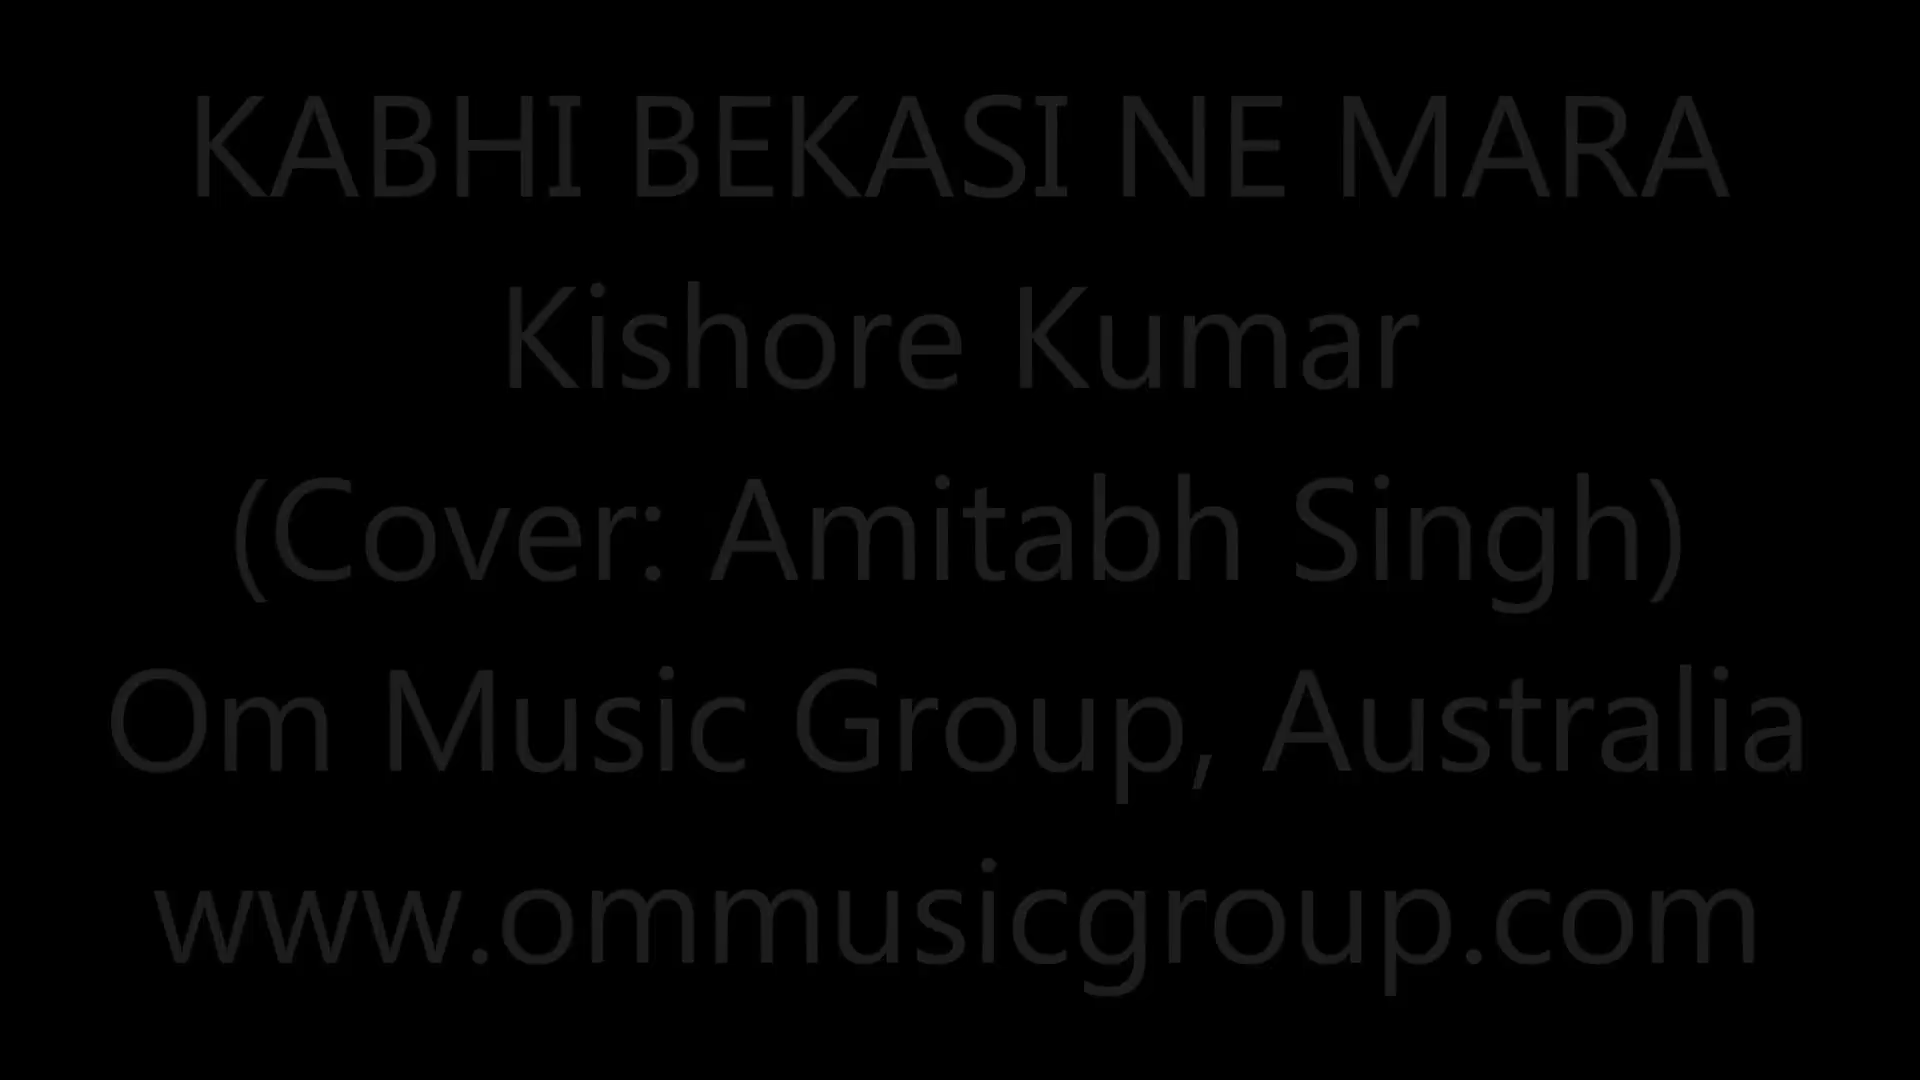 KABHI BEKASI NE MARA
Kishore Kumar
(Cover: Amitabh Singh)
Om Music Group, Australia
www.ommusicgroup.com